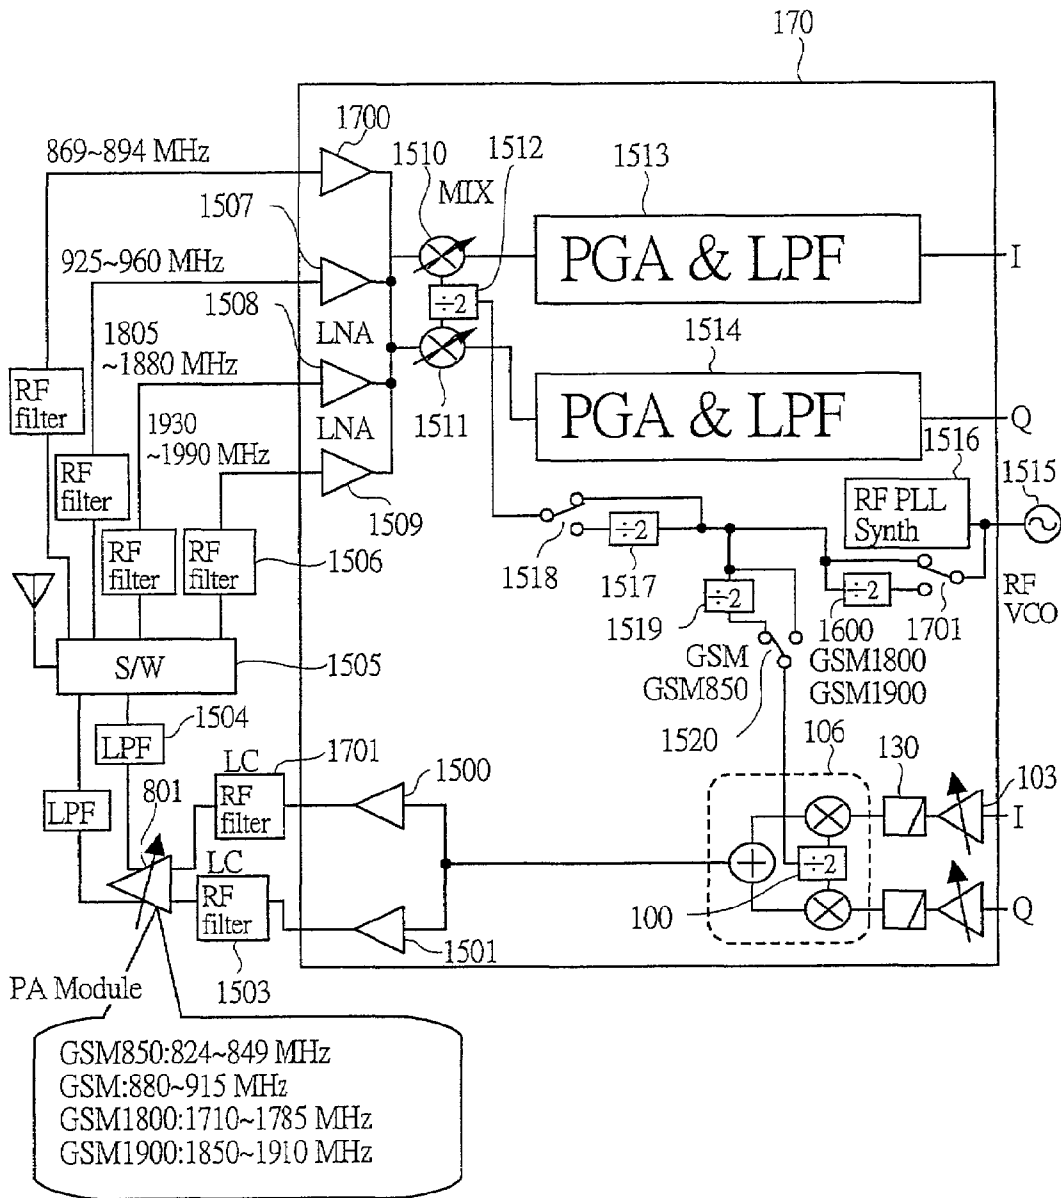 170
1700
869~894 MHz
1510
1512
1513
MIX
1507
PGA & LPF
I
925~960 MHz
1508
÷2
1514
1805
~1880 MHz
LNA
RF
filter
1511
PGA & LPF
1930
~1990 MHz
LNA
Q
1516
1515
RF
filter
1509
RF PLL
Synth
RF
filter
RF
filter
1506
1518
÷2
1517
÷2
1519
÷2
1600
1701
RF
VCO
S/W
1505
GSM
GSM850
GSM1800
GSM1900
1504
1520
LPF
LC
1701
1500
106
130
103
LPF
801
RF
filter
I
LC
÷2
RF
filter
100
Q
1501
PA Module
1503
GSM850:824~849 MHz
GSM:880~915 MHz
GSM1800:1710~1785 MHz
GSM1900:1850~1910 MHz